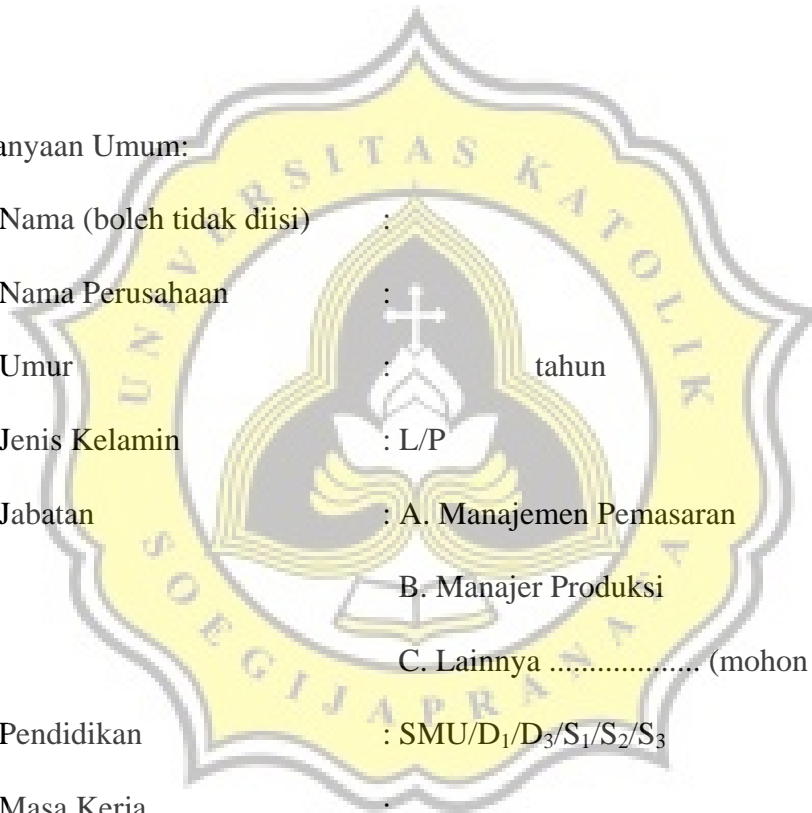 anyaan Umum:
Nama (boleh tidak diisi) :
Nama Perusahaan :
Umur : tahun
Jenis Kelamin : L/P
Jabatan : A. Manajemen Pemasaran
B. Manajer Produksi
C. Lainnya ................... (mohon
Pendidikan : SMU/D₁/D₃/S₁/S₂/S₃
Masa Kerja :
UNIVERSITAS KATOLIK
SOEGIJAPRANATA